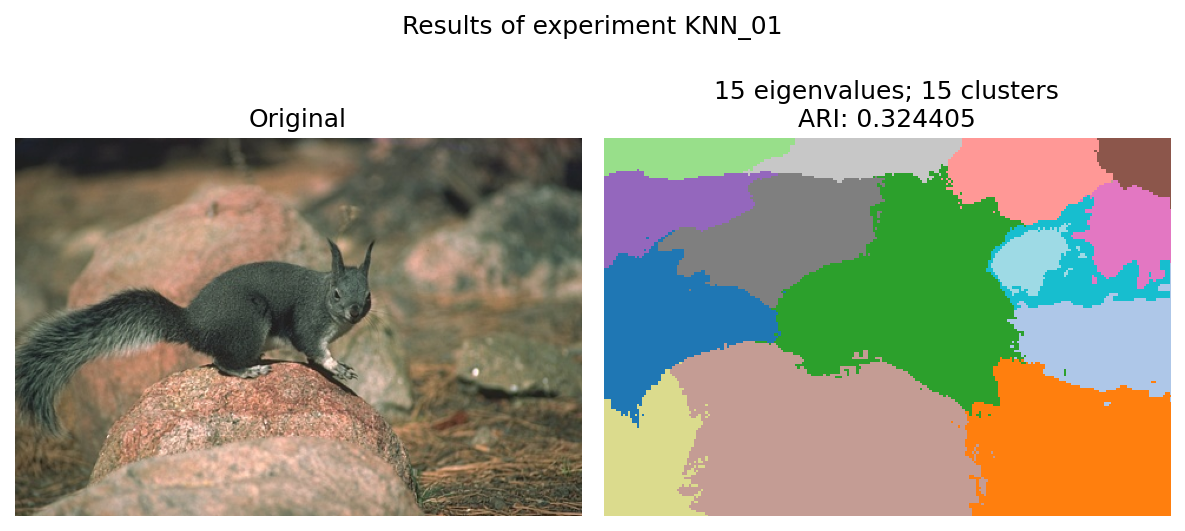 Results of experiment KNN_01
Original
15 eigenvalues; 15 clusters
ARI: 0.324405